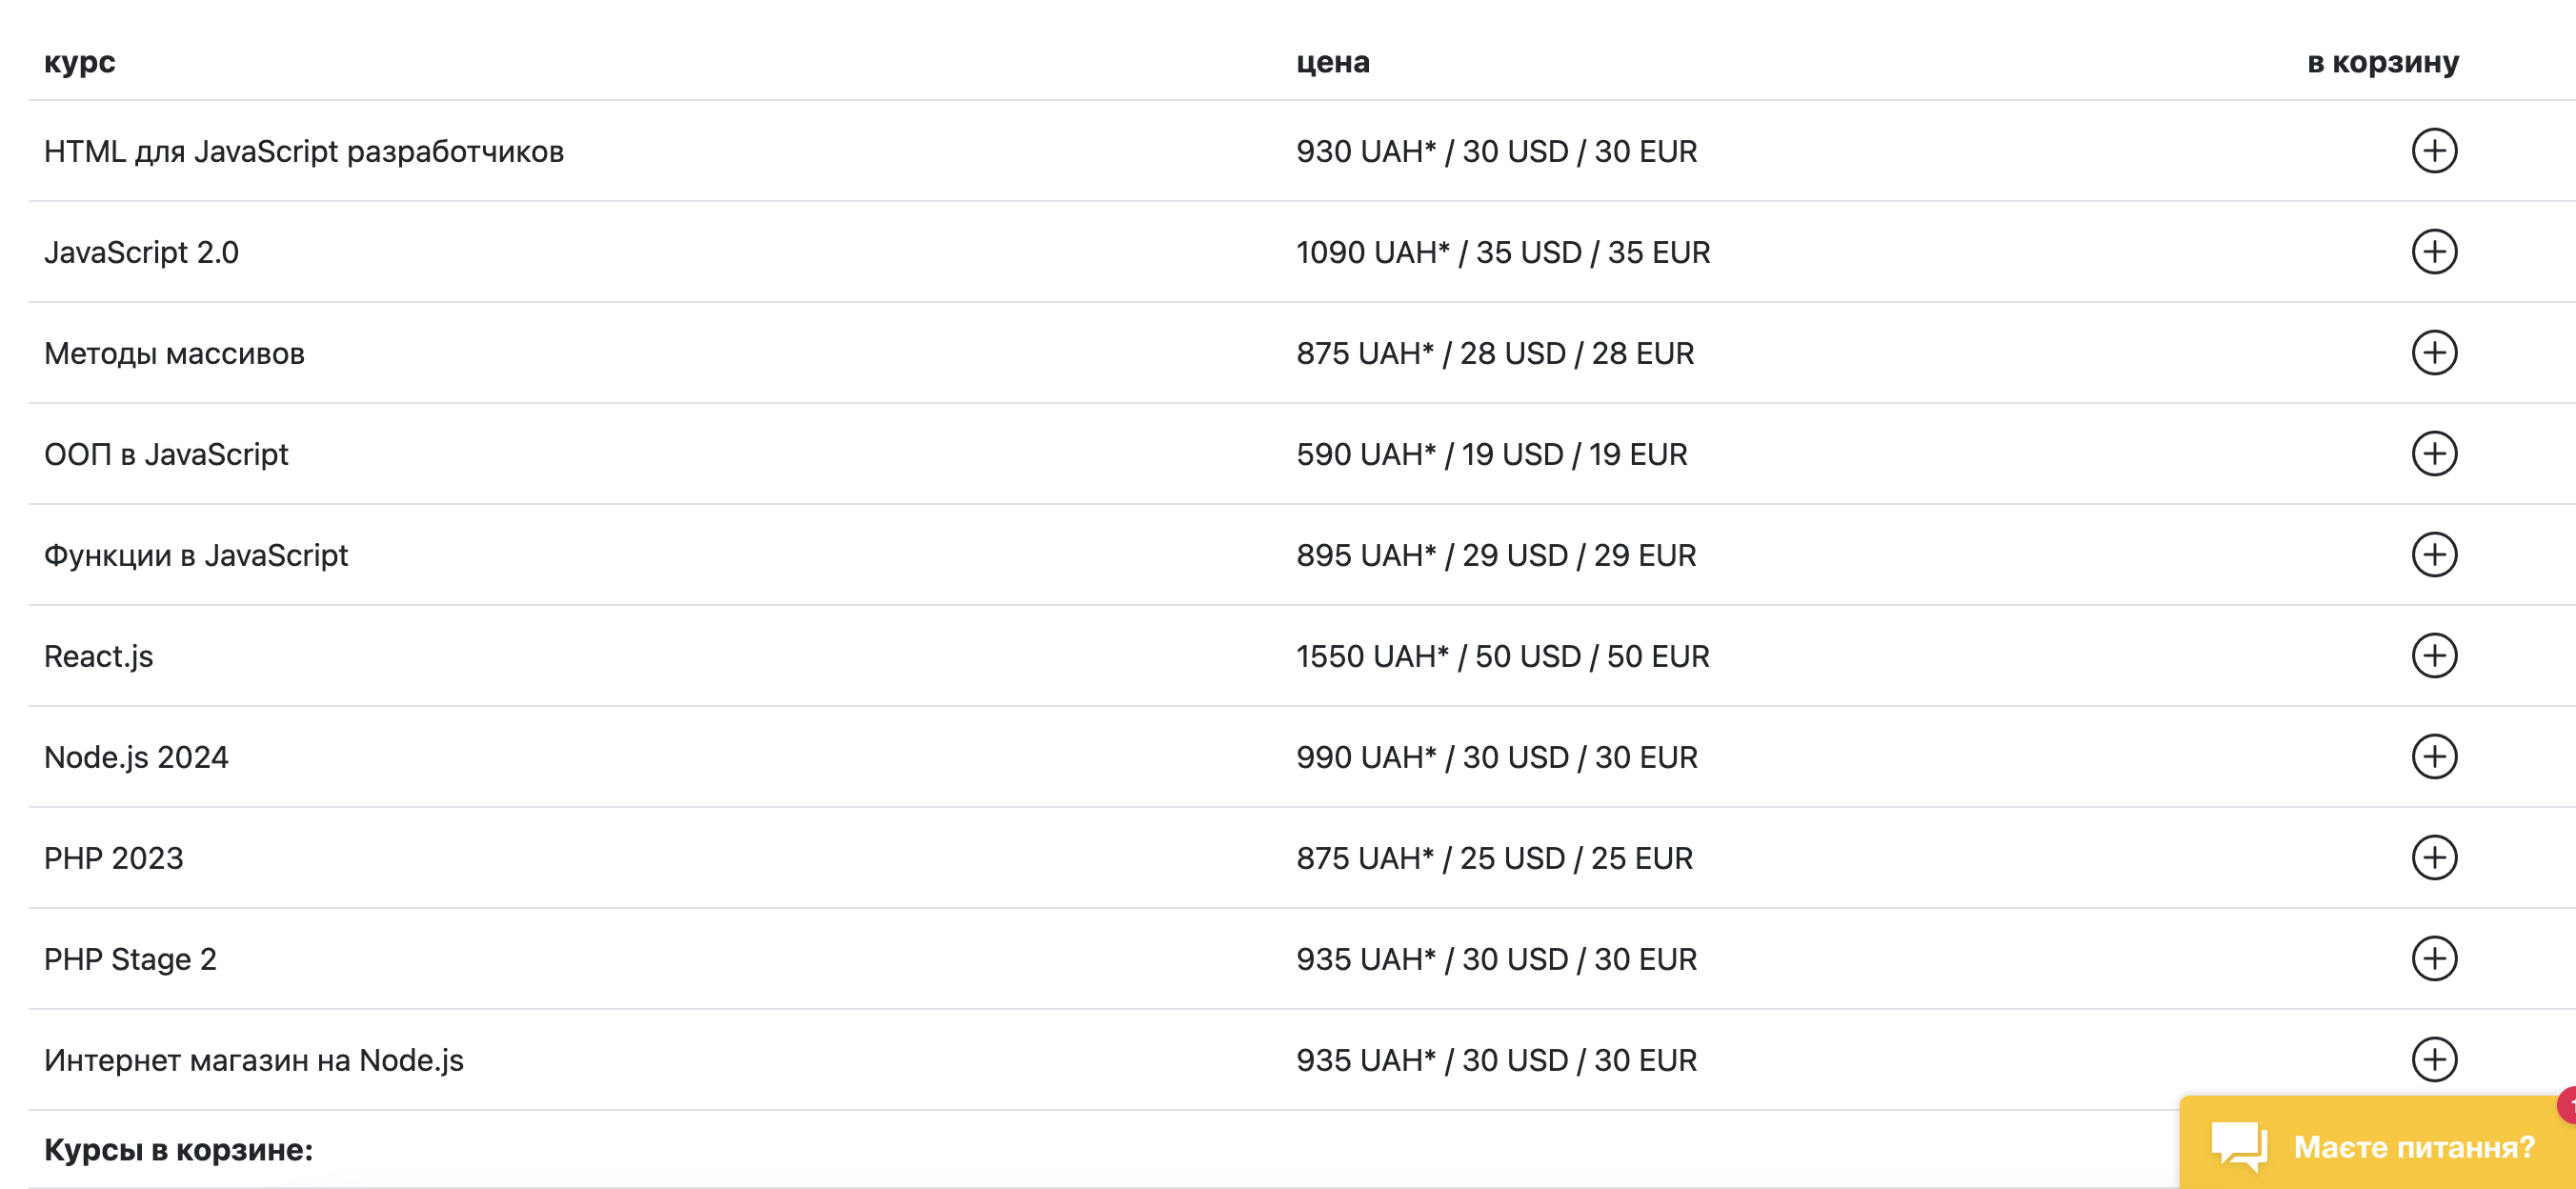 курс цена в корзину
HTML для JavaScript разработчиков 930 UAH* / 30 USD / 30 EUR
JavaScript 2.0 1090 UAH* / 35 USD / 35 EUR
Методы массивов 875 UAH* / 28 USD / 28 EUR
ООП в JavaScript 590 UAH* / 19 USD / 19 EUR
Функции в JavaScript 895 UAH* / 29 USD / 29 EUR
React.js 1550 UAH* / 50 USD / 50 EUR
Node.js 2024 990 UAH* / 30 USD / 30 EUR
PHP 2023 875 UAH* / 25 USD / 25 EUR
PHP Stage 2 935 UAH* / 30 USD / 30 EUR
Интернет магазин на Node.js 935 UAH* / 30 USD / 30 EUR
Курсы в корзине:
Маєте питання?